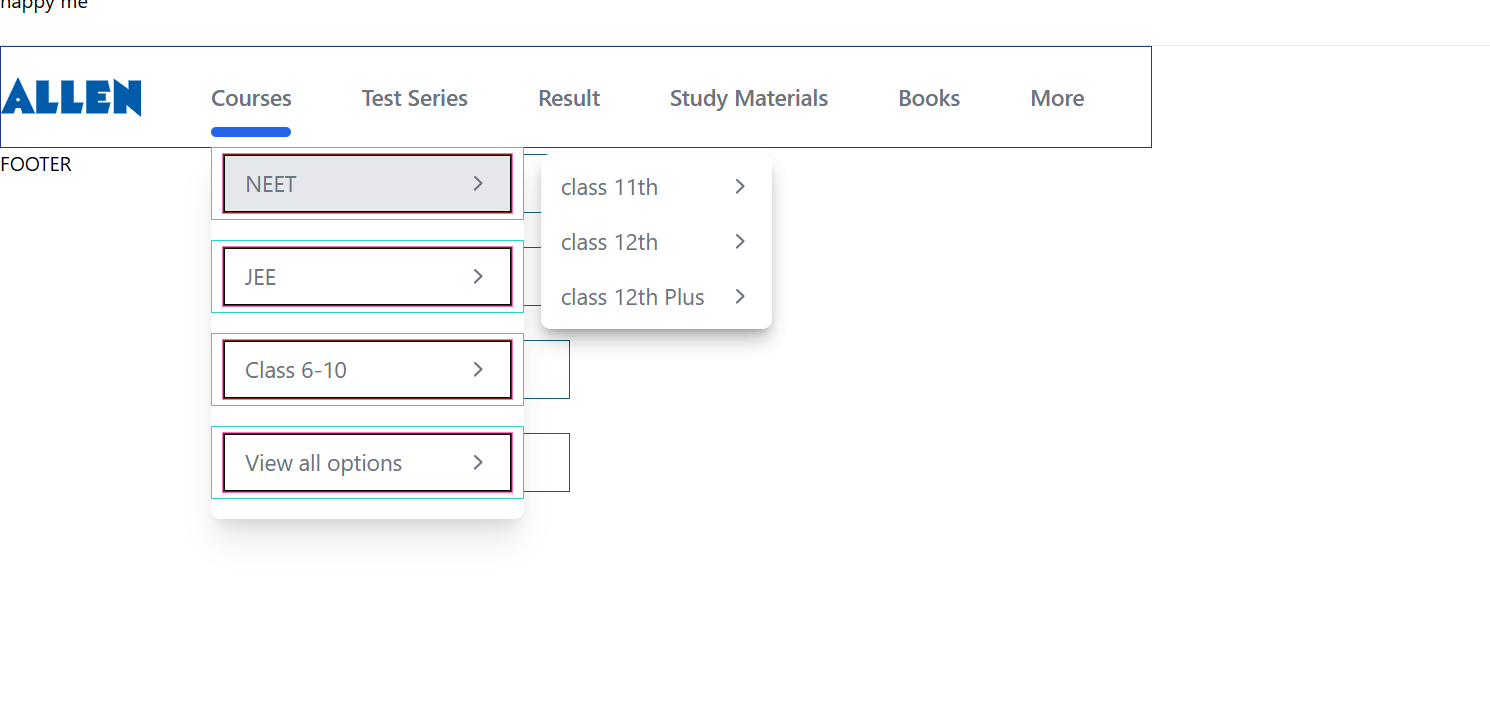 happy me
ALLEN
Courses Test Series Result Study Materials Books More
FOOTER
NEET
JEE
Class 6-10
View all options
class 11th
class 12th
class 12th Plus